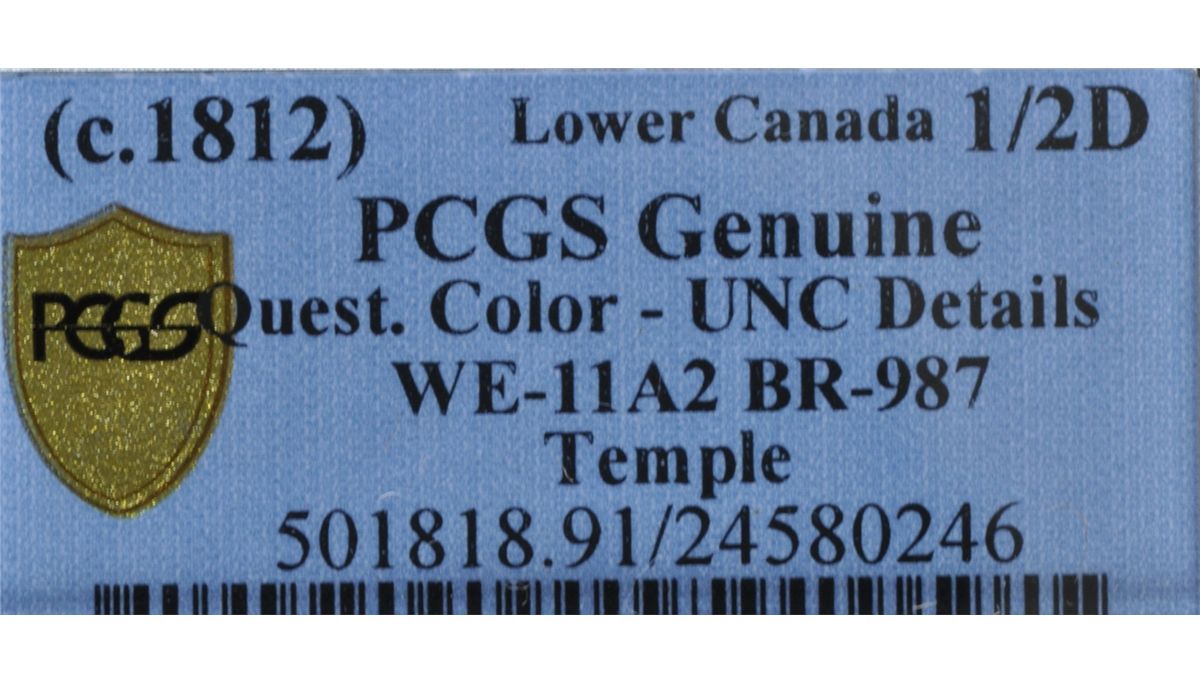 (c.1812) Lower Canada 1/2D
PCGS Genuine
PCGS Quest. Color - UNC Details
WE-11A2 BR-987
Temple
501818.91/24580246